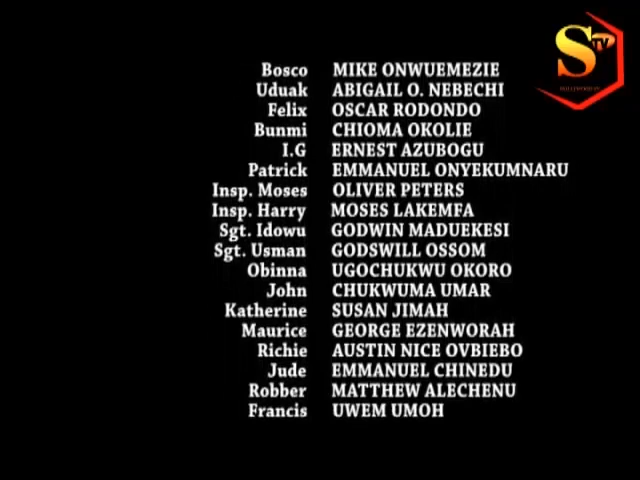 STV
Bosco MIKE ONWUEMEZIE
Uduak ABIGAIL O. NEBECHI
Felix OSCAR RODONDO
Bunmi CHIOMA OKOLIE
I.G ERNEST AZUBOGU
Patrick EMMANUEL ONYEKUMNARU
Insp. Moses OLIVER PETERS
Insp. Harry MOSES LAKEMFA
Sgt. Idowu GODWIN MADUEKESI
Sgt. Usman GODSWILL OSSOM
Obinna UGOCHUKWU OKORO
John CHUKWUMA UMAR
Katherine SUSAN JIMAH
Maurice GEORGE EZENWORAH
Richie AUSTIN NICE OVBIEBO
Jude EMMANUEL CHINEDU
Robber MATTHEW ALECHENU
Francis UWEM UMOH